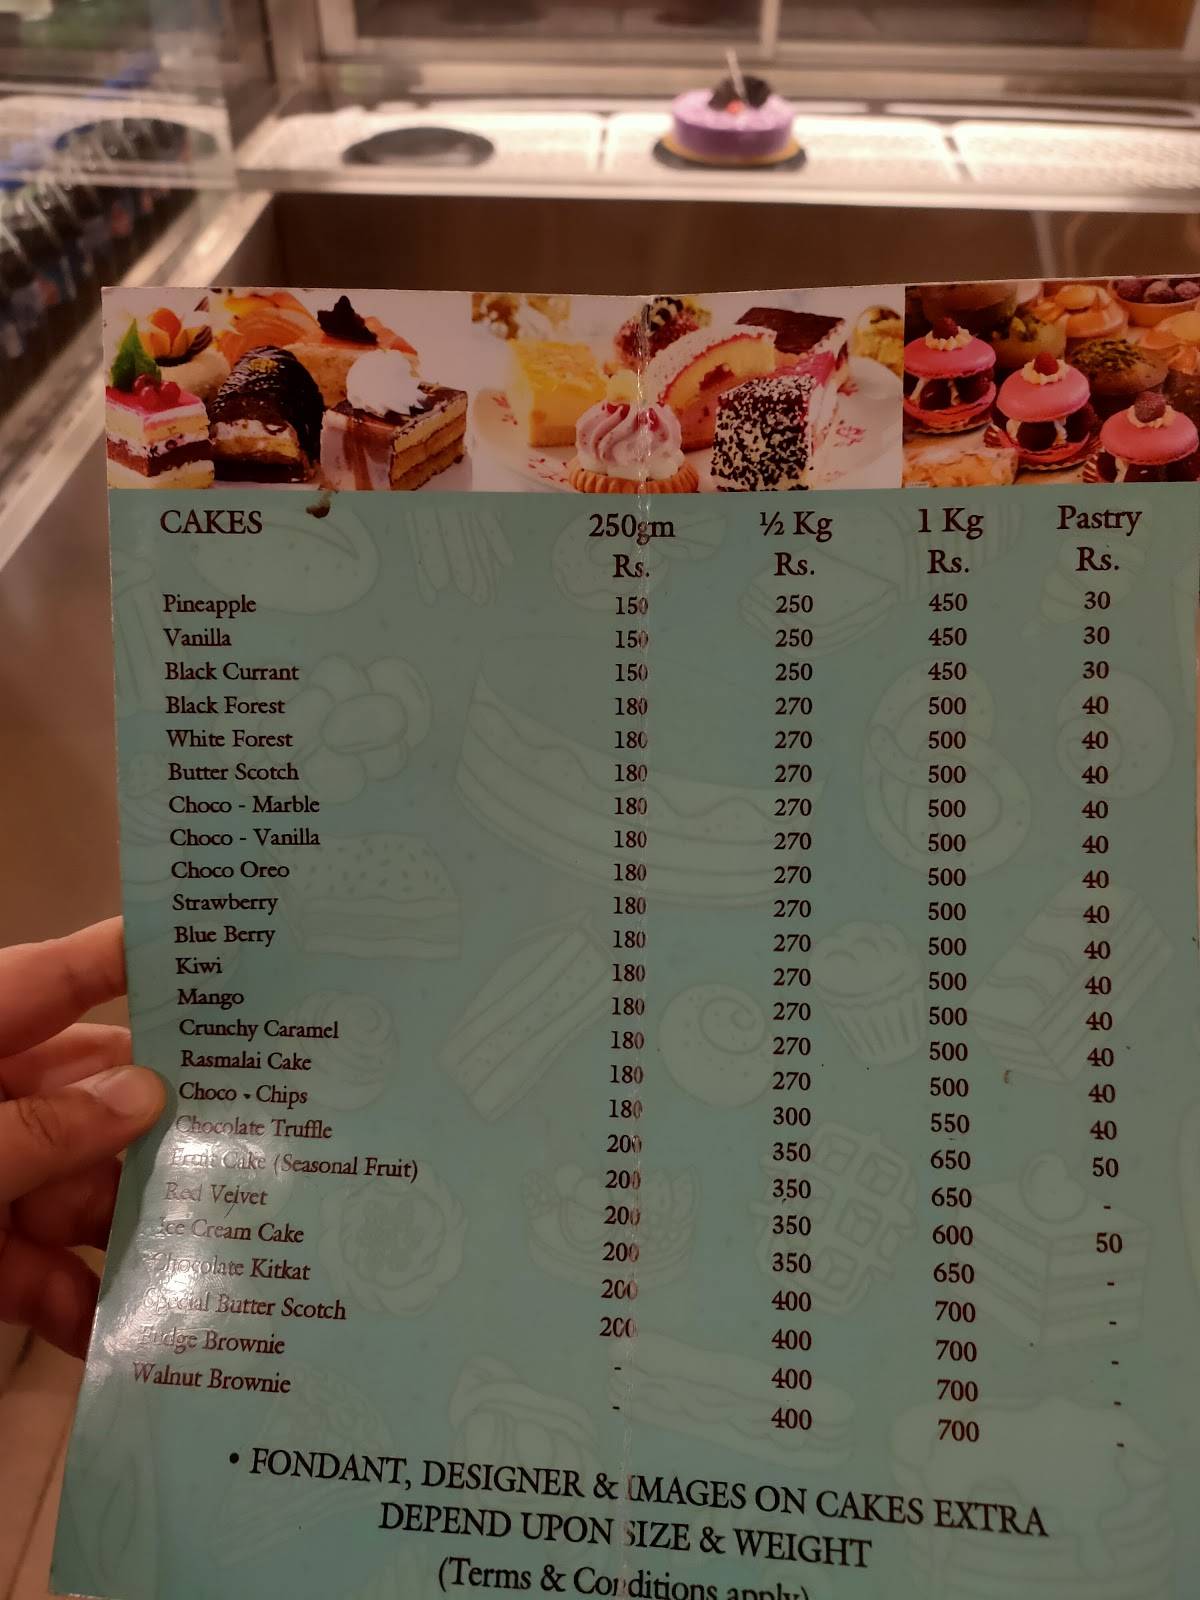 CAKES 250gm ½ Kg 1 Kg Pastry
Rs. Rs. Rs. Rs.
Pineapple 150 250 450 30
Vanilla 150 250 450 30
Black Currant 150 250 450 30
Black Forest 180 270 500 40
White Forest 180 270 500 40
Butter Scotch 180 270 500 40
Choco - Marble 180 270 500 40
Choco - Vanilla 180 270 500 40
Choco Oreo 180 270 500 40
Strawberry 180 270 500 40
Blue Berry 180 270 500 40
Kiwi 180 270 500 40
Mango 180 270 500 40
Crunchy Caramel 180 270 500 40
Rasmalai Cake 180 270 500 40
Choco - Chips 180 300 550 40
Chocolate Truffle 200 350 650 50
Fruit Cake (Seasonal Fruit) 200 350 650 -
Red Velvet 200 350 600 50
Ice Cream Cake 200 350 650 -
Chocolate Kitkat 200 400 700 -
Special Butter Scotch 200 400 700 -
Fudge Brownie - 400 700 -
Walnut Brownie - 400 700 -
• FONDANT, DESIGNER & IMAGES ON CAKES EXTRA
DEPEND UPON SIZE & WEIGHT
(Terms & Conditions apply)